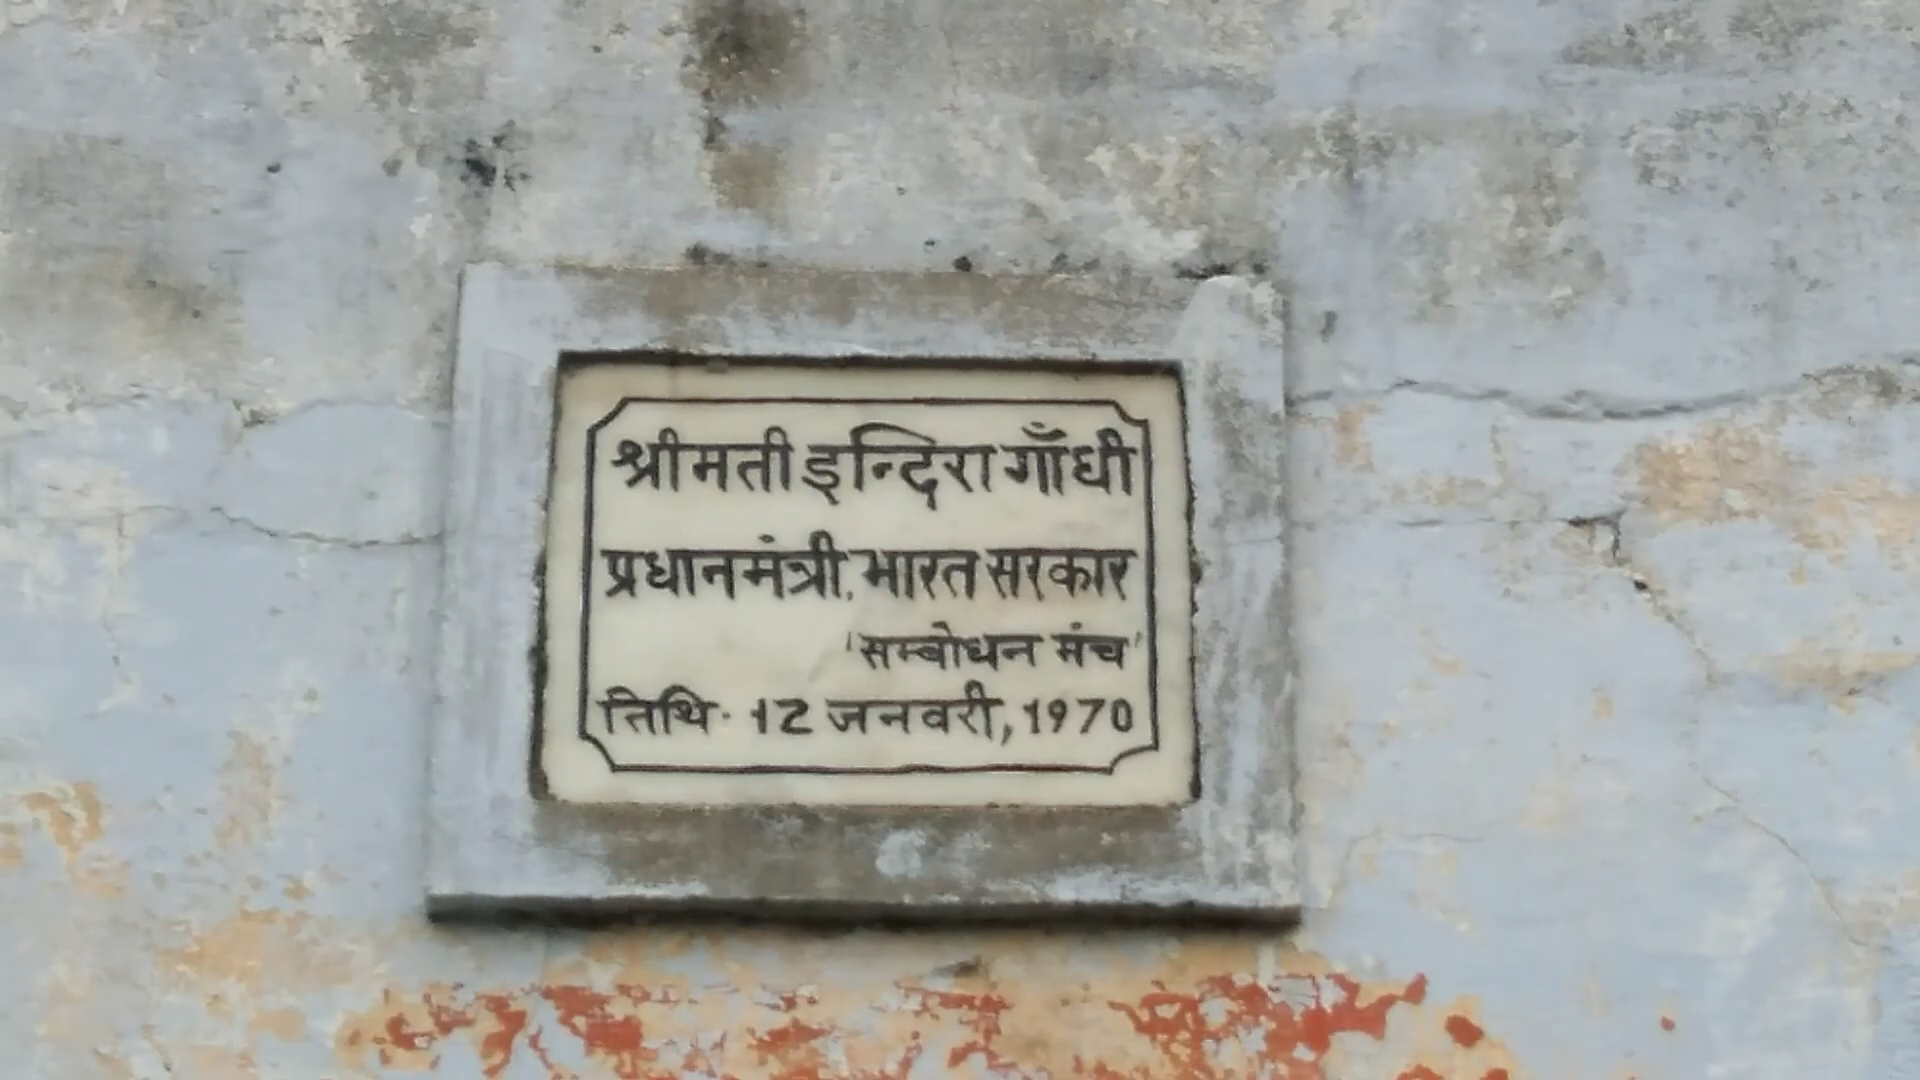 श्रीमती इन्दिरा गाँधी
प्रधानमंत्री, भारत सरकार
'सम्बोधन मंच'
तिथि- 12 जनवरी, 1970